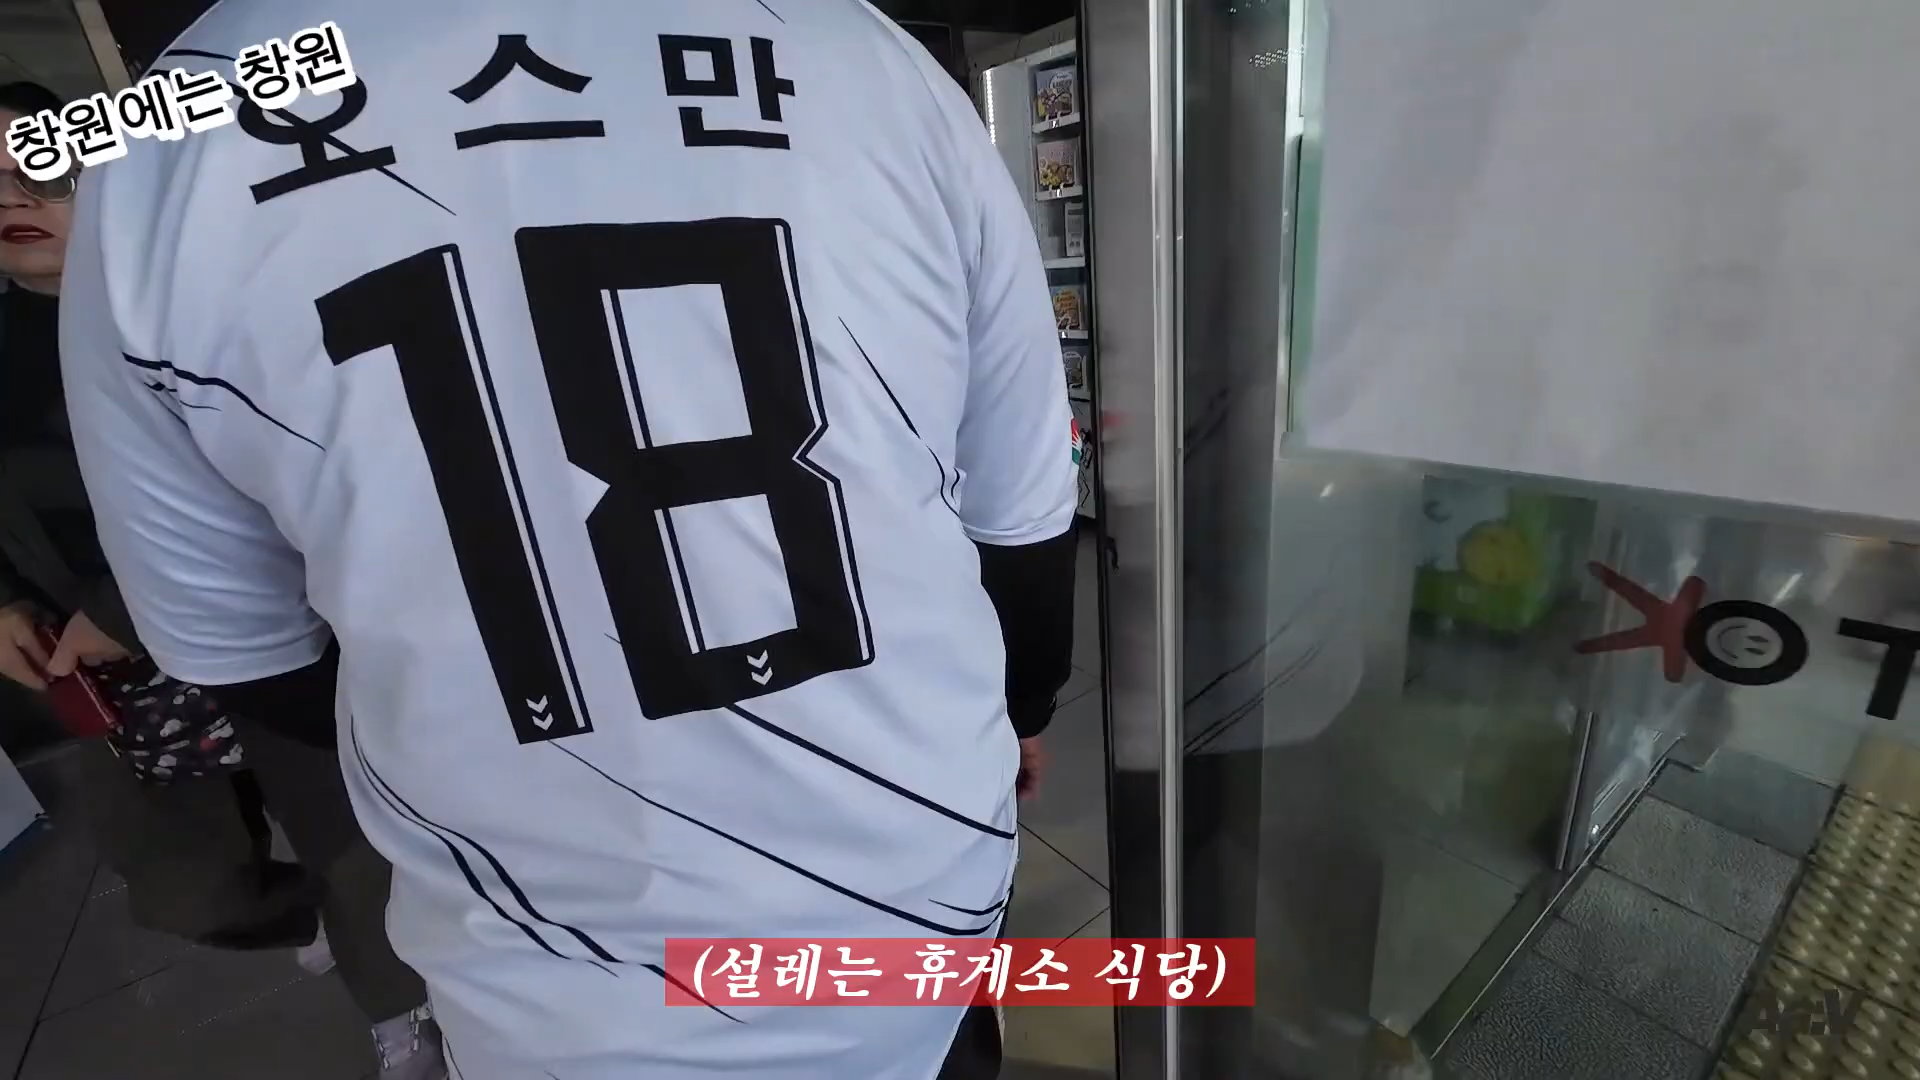 창원에는 창원
오스만
18
(설레는 휴게소 식당)